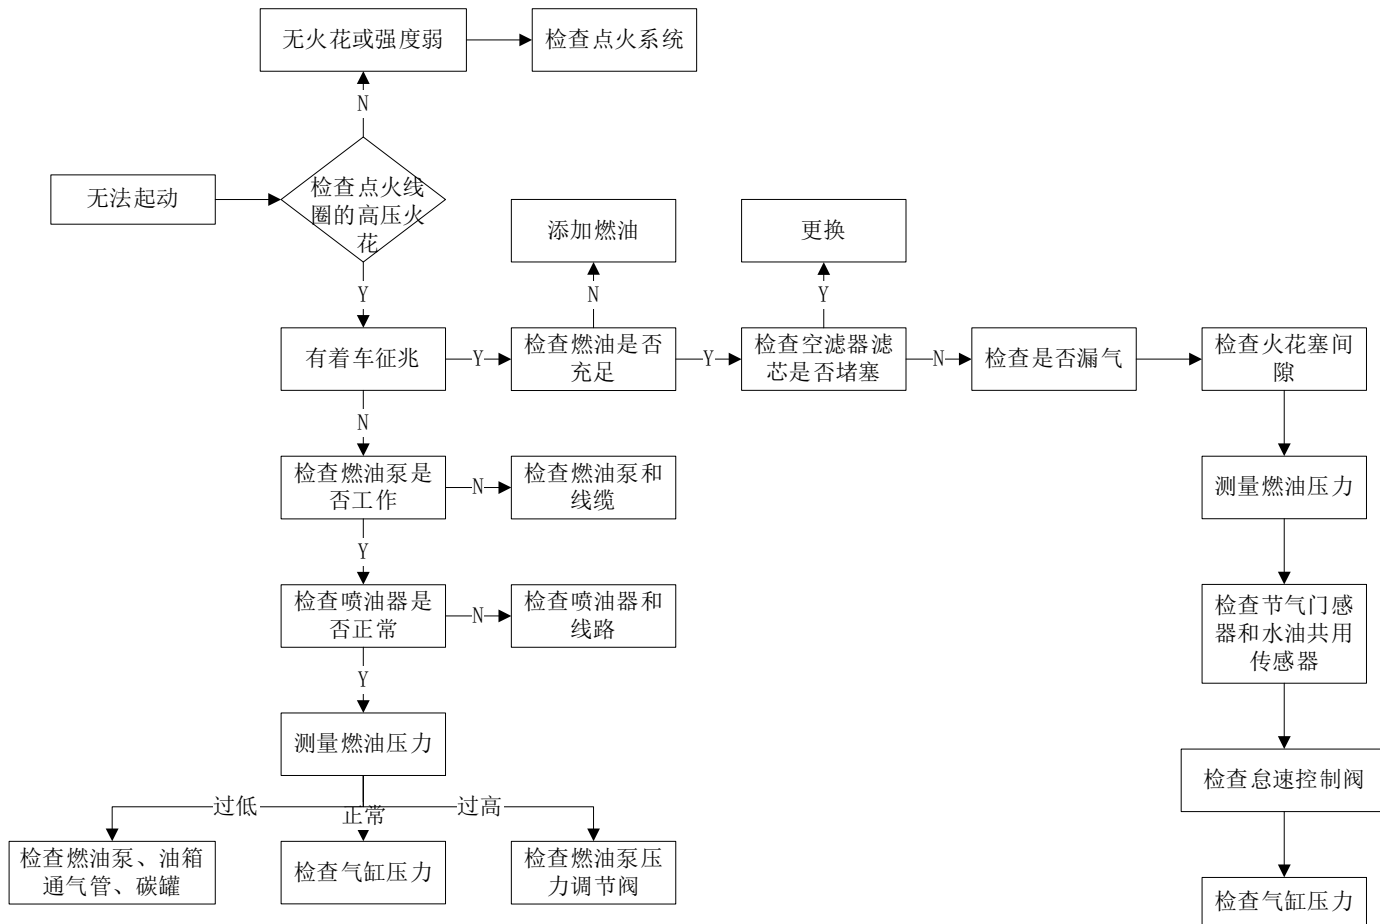 无火花或强度弱
检查点火系统
N
无法起动
检查点火线
圈的高压火
花
添加燃油
更换
Y
N
Y
有着车征兆
Y
检查燃油是否
充足
Y
检查空滤器滤
芯是否堵塞
N
检查是否漏气
检查火花塞间
隙
N
检查燃油泵是
否工作
N
检查燃油泵和
线缆
测量燃油压力
Y
检查喷油器是
否正常
N
检查喷油器和
线路
检查节气门感
器和水油共用
传感器
Y
测量燃油压力
检查怠速控制阀
过低
正常
过高
检查燃油泵、油箱
通气管、碳罐
检查气缸压力
检查燃油泵压
力调节阀
检查气缸压力